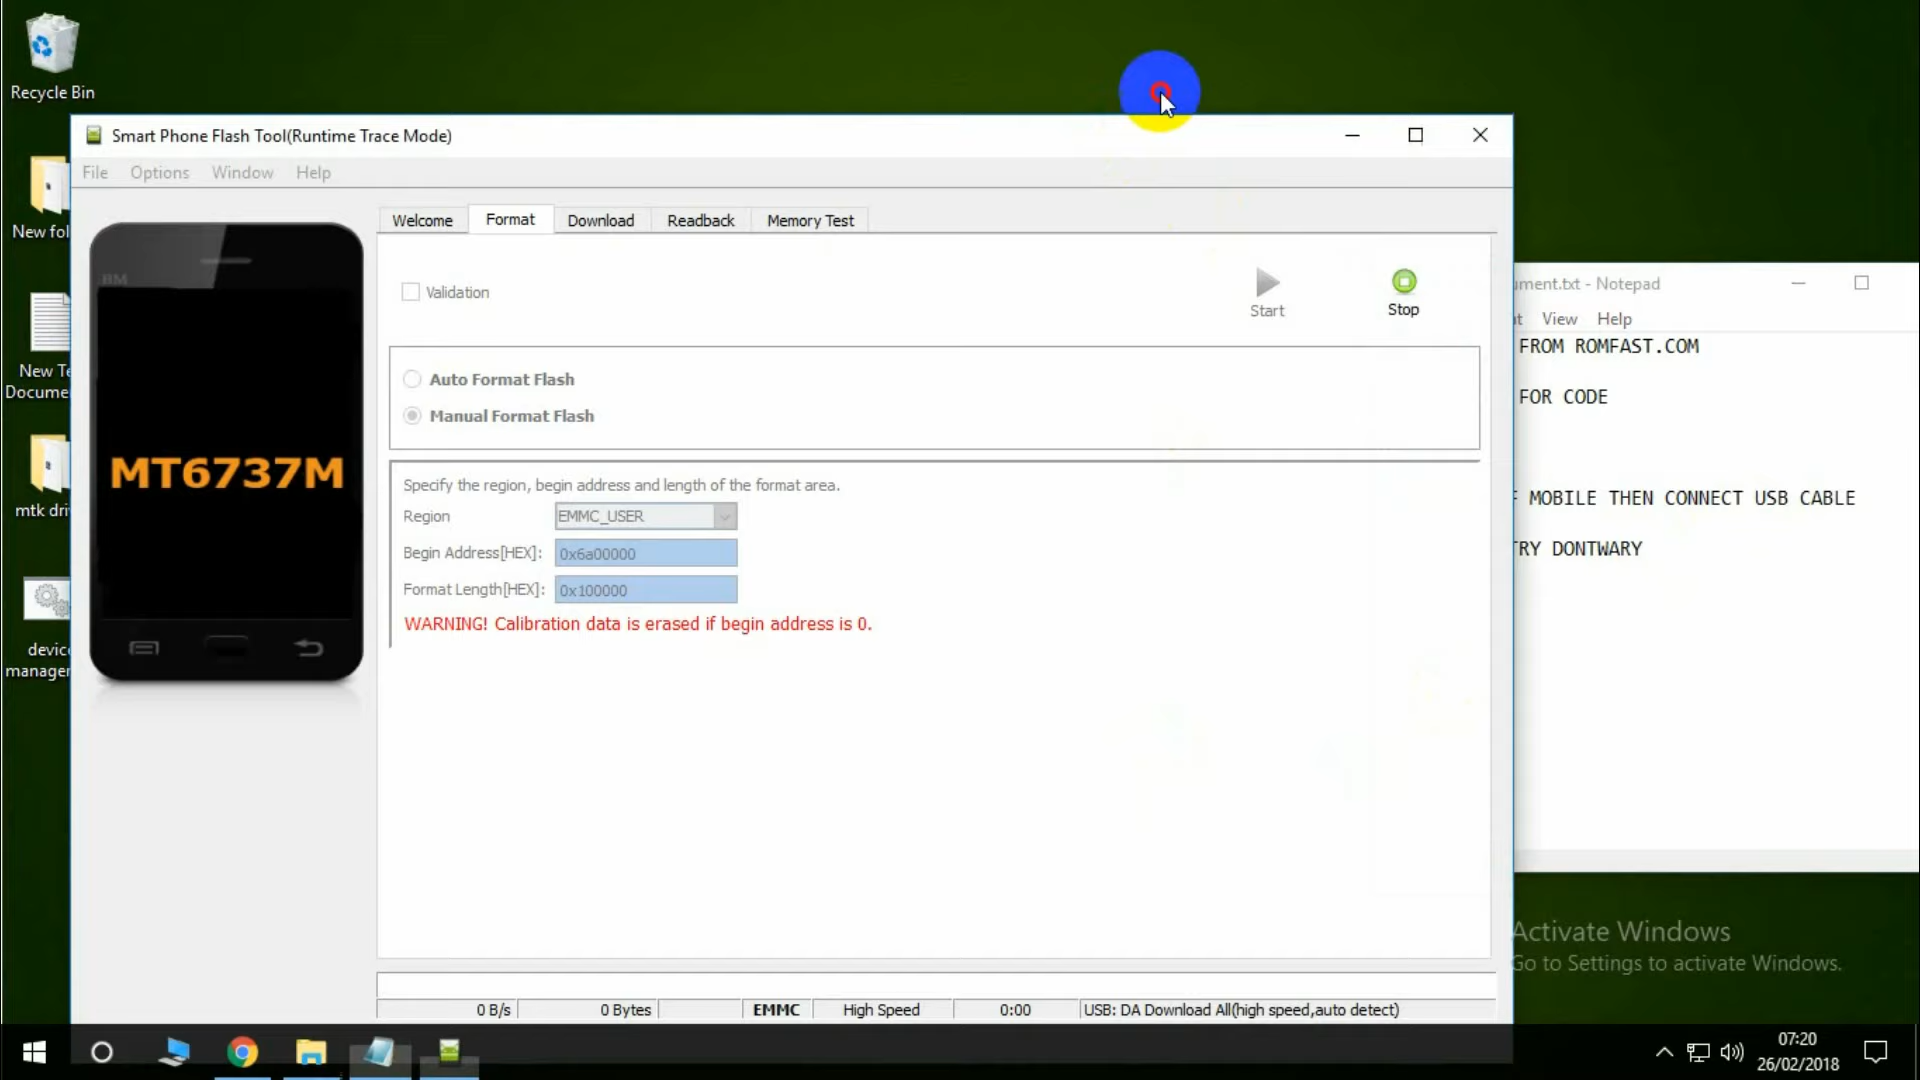 Recycle Bin
Smart Phone Flash Tool(Runtime Trace Mode)
File Options Window Help
New fol
Welcome Format Download Readback Memory Test
BM
Validation
Start
Stop
ument.txt - Notepad
at View Help
FROM ROMFAST.COM
FOR CODE
F MOBILE THEN CONNECT USB CABLE
TRY DONTWARY
New Te
Docume
Auto Format Flash
Manual Format Flash
MT6737M
Specify the region, begin address and length of the format area.
Region EMMC_USER
Begin Address[HEX]: 0x6a00000
Format Length[HEX]: 0x100000
WARNING! Calibration data is erased if begin address is 0.
mtk dri
devic
manager
Activate Windows
Go to Settings to activate Windows.
0 B/s 0 Bytes EMMC High Speed 0:00 USB: DA Download All(high speed,auto detect)
07:20
26/02/2018